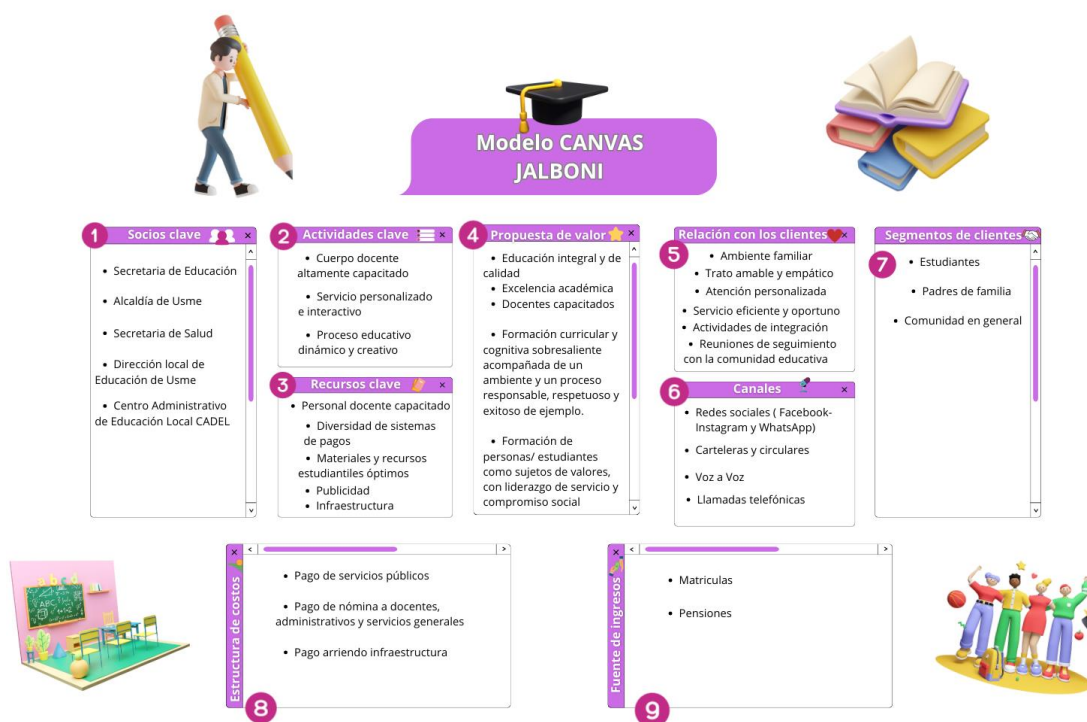 Modelo CANVAS
JALBONI
1
Socios clave
• Secretaria de Educación
• Alcaldía de Usme
• Secretaria de Salud
• Dirección local de
Educación de Usme
• Centro Administrativo
de Educación Local CADEL
2
Actividades clave
• Cuerpo docente
altamente capacitado
• Servicio personalizado
e interactivo
• Proceso educativo
dinámico y creativo
3
Recursos clave
• Personal docente capacitado
• Diversidad de sistemas
de pagos
• Materiales y recursos
estudiantiles óptimos
• Publicidad
• Infraestructura
4
Propuesta de valor
• Educación integral y de
calidad
• Excelencia académica
• Docentes capacitados
• Formación curricular y
cognitiva sobresaliente
acompañada de un
ambiente y un proceso
responsable, respetuoso y
exitoso de ejemplo.
• Formación de
personas/ estudiantes
como sujetos de valores,
con liderazgo de servicio y
compromiso social
5
Relación con los clientes
• Ambiente familiar
• Trato amable y empático
• Atención personalizada
• Servicio eficiente y oportuno
• Actividades de integración
• Reuniones de seguimiento
con la comunidad educativa
6
Canales
• Redes sociales ( Facebook-
Instagram y WhatsApp)
• Carteleras y circulares
• Voz a Voz
• Llamadas telefónicas
7
Segmentos de clientes
• Estudiantes
• Padres de familia
• Comunidad en general
8
Estructura de costos
• Pago de servicios públicos
• Pago de nómina a docentes,
administrativos y servicios generales
• Pago arriendo infraestructura
9
Fuente de ingresos
• Matriculas
• Pensiones
a b c d
ABC